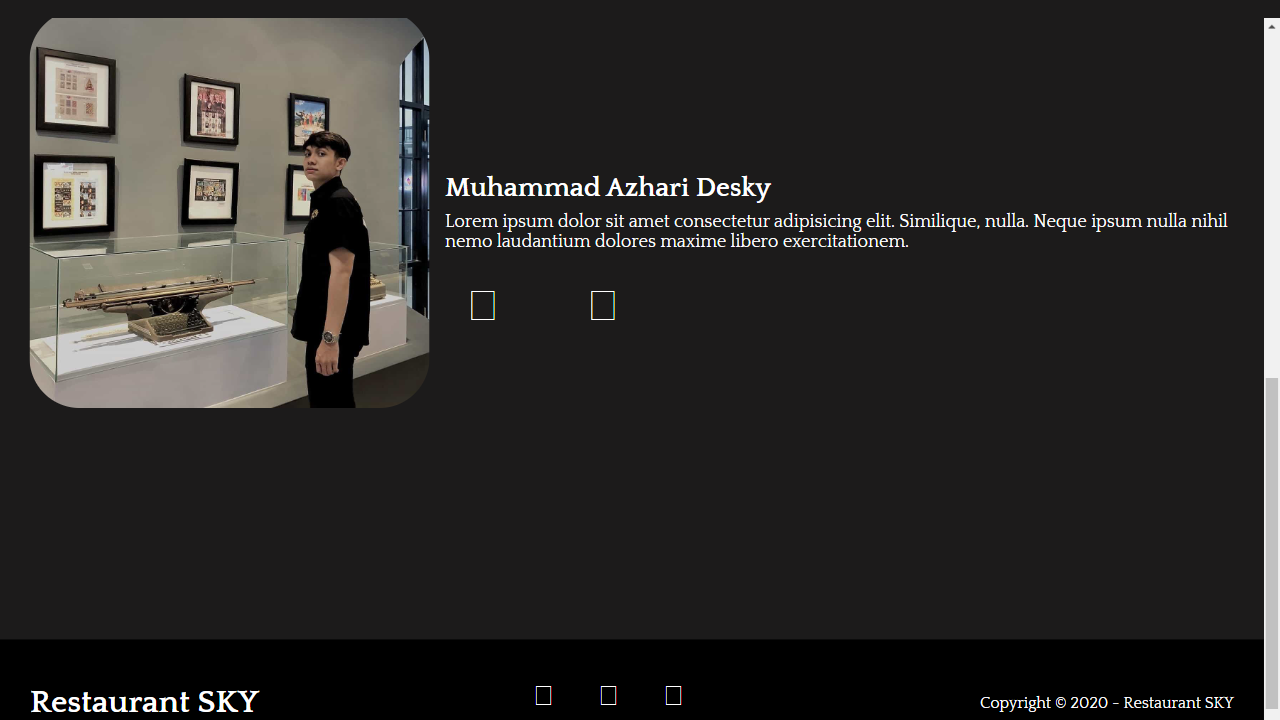 Muhammad Azhari Desky
Lorem ipsum dolor sit amet consectetur adipisicing elit. Similique, nulla. Neque ipsum nulla nihil
nemo laudantium dolores maxime libero exercitationem.
Restaurant SKY
Copyright © 2020 - Restaurant SKY